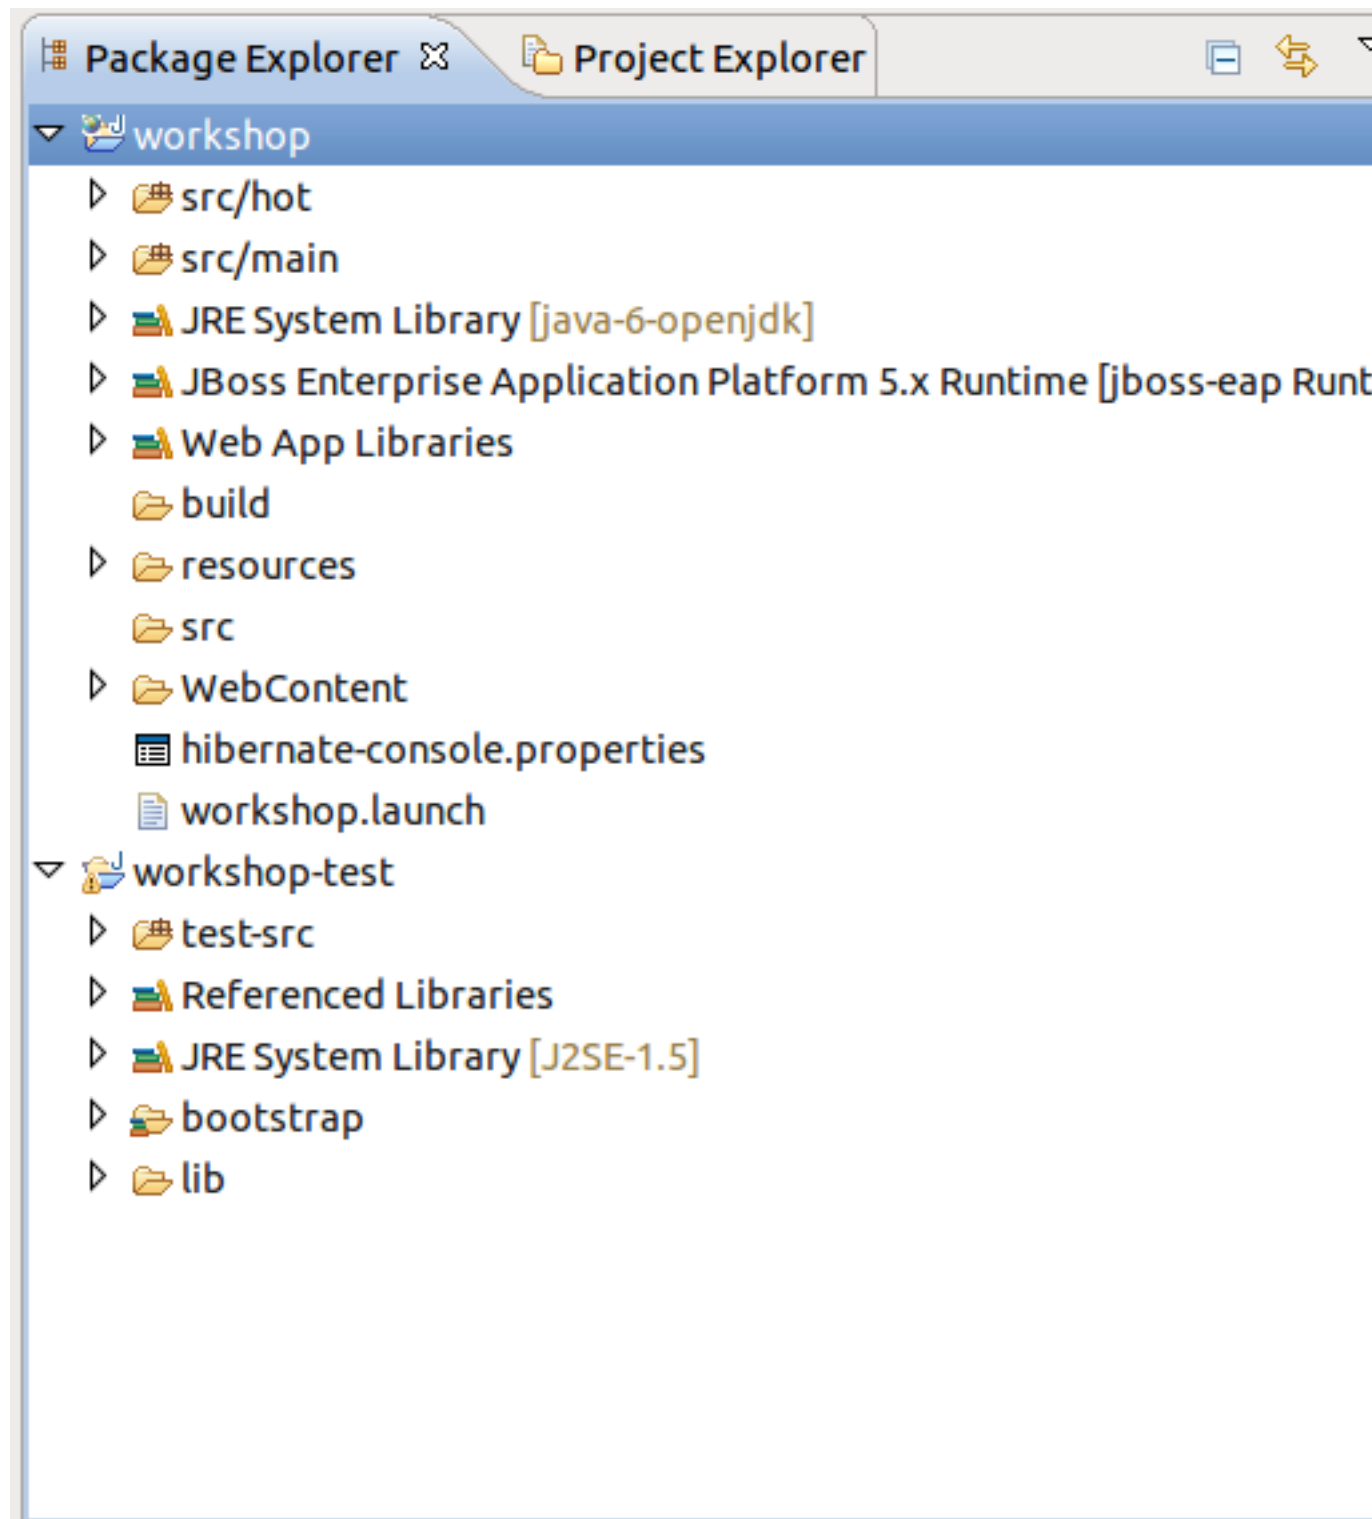 Package Explorer Project Explorer
workshop
src/hot
src/main
JRE System Library [java-6-openjdk]
JBoss Enterprise Application Platform 5.x Runtime [jboss-eap Runt
Web App Libraries
build
resources
src
WebContent
hibernate-console.properties
workshop.launch
workshop-test
test-src
Referenced Libraries
JRE System Library [J2SE-1.5]
bootstrap
lib